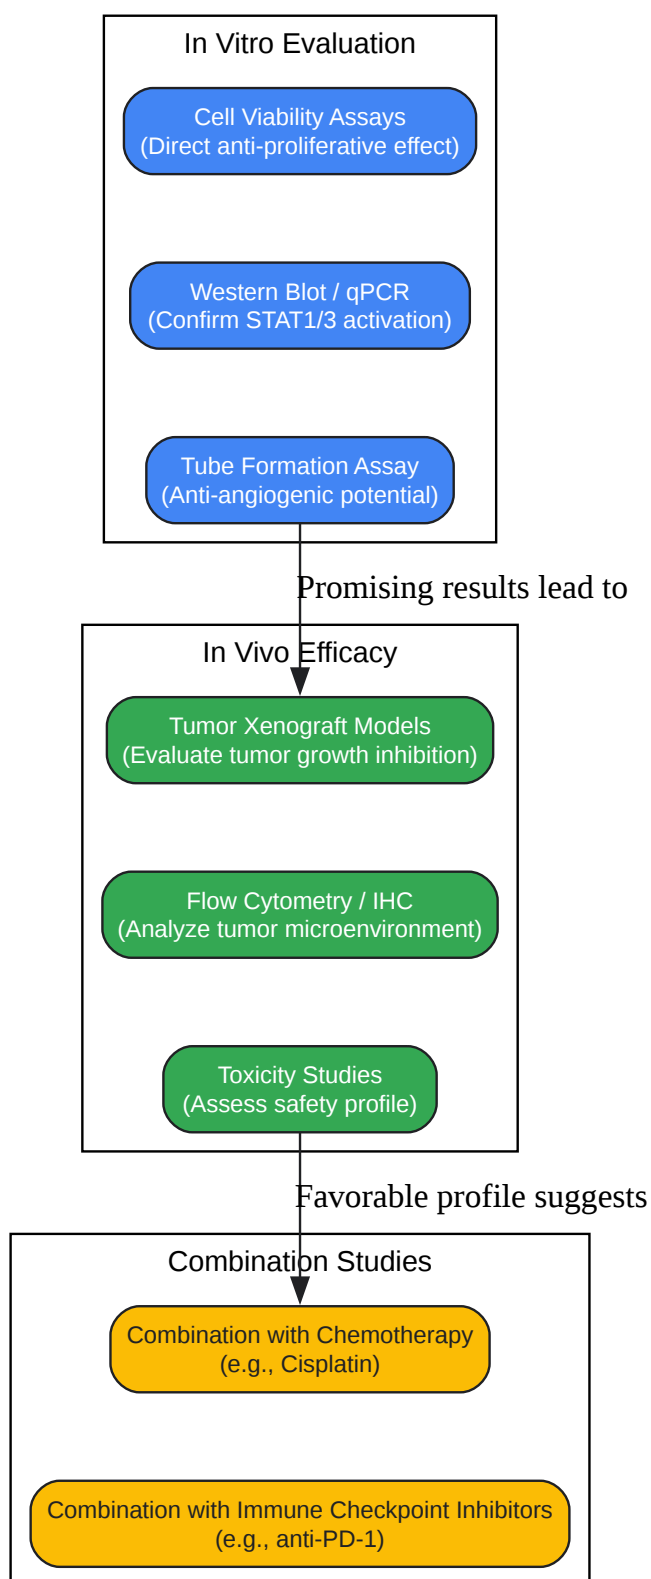 In Vitro Evaluation
Cell Viability Assays
(Direct anti-proliferative effect)
Western Blot / qPCR
(Confirm STAT1/3 activation)
Tube Formation Assay
(Anti-angiogenic potential)
Promising results lead to
In Vivo Efficacy
Tumor Xenograft Models
(Evaluate tumor growth inhibition)
Flow Cytometry / IHC
(Analyze tumor microenvironment)
Toxicity Studies
(Assess safety profile)
Favorable profile suggests
Combination Studies
Combination with Chemotherapy
(e.g., Cisplatin)
Combination with Immune Checkpoint Inhibitors
(e.g., anti-PD-1)